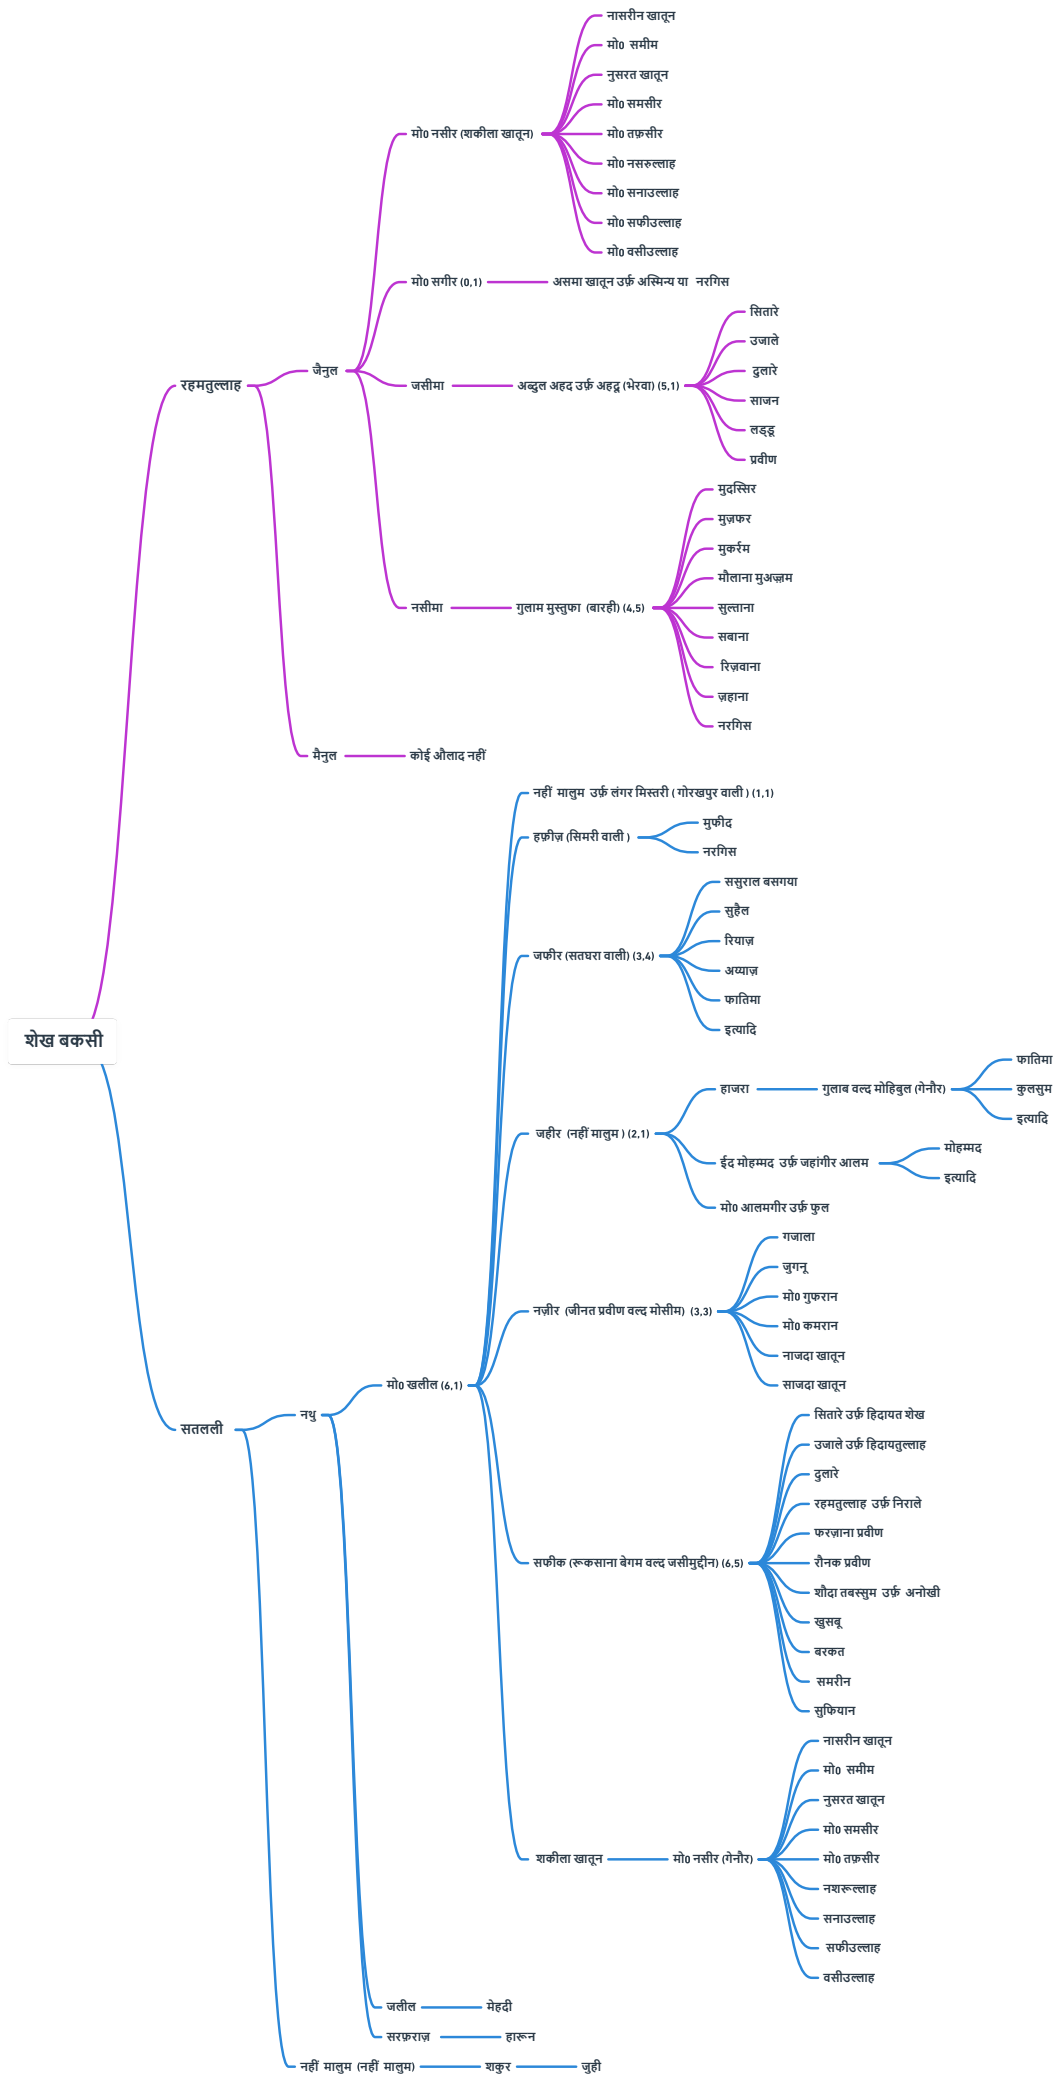 शेख बकसी
रहमतुल्लाह
जैनुल
मो0 नसीर (शकीला खातून)
नासरीन खातून
मो0 समीम
नुसरत खातून
मो0 समसीर
मो0 तफ़सीर
मो0 नसरुल्लाह
मो0 सनाउल्लाह
मो0 सफीउल्लाह
मो0 वसीउल्लाह
मो0 सगीर (0,1)
असमा खातून उर्फ़ अस्मिन्य या नरगिस
जसीमा
अब्दुल अहद उर्फ़ अहदू (भेरवा) (5,1)
सितारे
उजाले
दुलारे
साजन
लड्डू
प्रवीण
नसीमा
गुलाम मुस्तुफा (बारही) (4,5)
मुदस्सिर
मुज़फर
मुकर्रम
मौलाना मुअज़्ज़म
सुल्ताना
सबाना
रिज़वाना
ज़हाना
नरगिस
मैनुल
कोई औलाद नहीं
सतलली
नथु
मो0 खलील (6,1)
नहीं मालुम उर्फ़ लंगर मिस्तरी ( गोरखपुर वाली ) (1,1)
हफ़ीज़ (सिमरी वाली )
मुफीद
नरगिस
जफीर (सतघरा वाली) (3,4)
ससुराल बसगया
सुहैल
रियाज़
अय्याज़
फातिमा
इत्यादि
जहीर (नहीं मालुम ) (2,1)
हाजरा
गुलाब वल्द मोहिबुल (गेनौर)
फातिमा
कुलसुम
इत्यादि
ईद मोहम्मद उर्फ़ जहांगीर आलम
मोहम्मद
इत्यादि
मो0 आलमगीर उर्फ़ फुल
नज़ीर (जीनत प्रवीण वल्द मोसीम) (3,3)
गजाला
जुगनू
मो0 गुफरान
मो0 कमरान
नाजदा खातून
साजदा खातून
सफीक (रूकसाना बेगम वल्द जसीमुद्दीन) (6,5)
सितारे उर्फ़ हिदायत शेख
उजाले उर्फ़ हिदायतुल्लाह
दुलारे
रहमतुल्लाह उर्फ़ निराले
फरज़ाना प्रवीण
रौनक प्रवीण
शौदा तबस्सुम उर्फ़ अनोखी
खुसबू
बरकत
समरीन
सुफियान
शकीला खातून
मो0 नसीर (गेनौर)
नासरीन खातून
मो0 समीम
नुसरत खातून
मो0 समसीर
मो0 तफ़सीर
नशरूल्लाह
सनाउल्लाह
सफीउल्लाह
वसीउल्लाह
जलील
मेहदी
सरफ़राज़
हारून
नहीं मालुम (नहीं मालुम)
शकुर
जुही